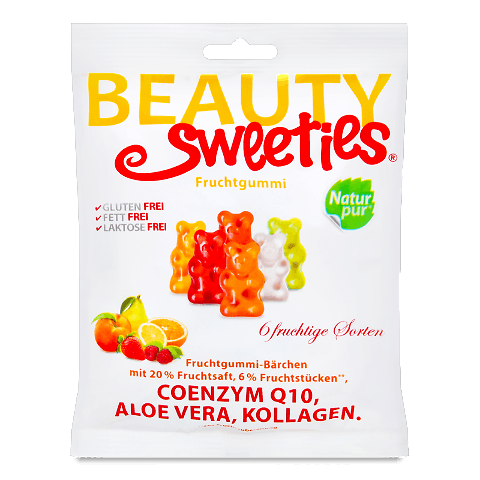 BEAUTY
Sweeties®
Fruchtgummi
✓ GLUTEN FREI
✓ FETT FREI
✓ LAKTOSE FREI
Natur
pur
6 fruchtige Sorten
Fruchtgummi-Bärchen
mit 20 % Fruchtsaft, 6 % Fruchtstücken**,
COENZYM Q10,
ALOE VERA, KOLLAGEN.